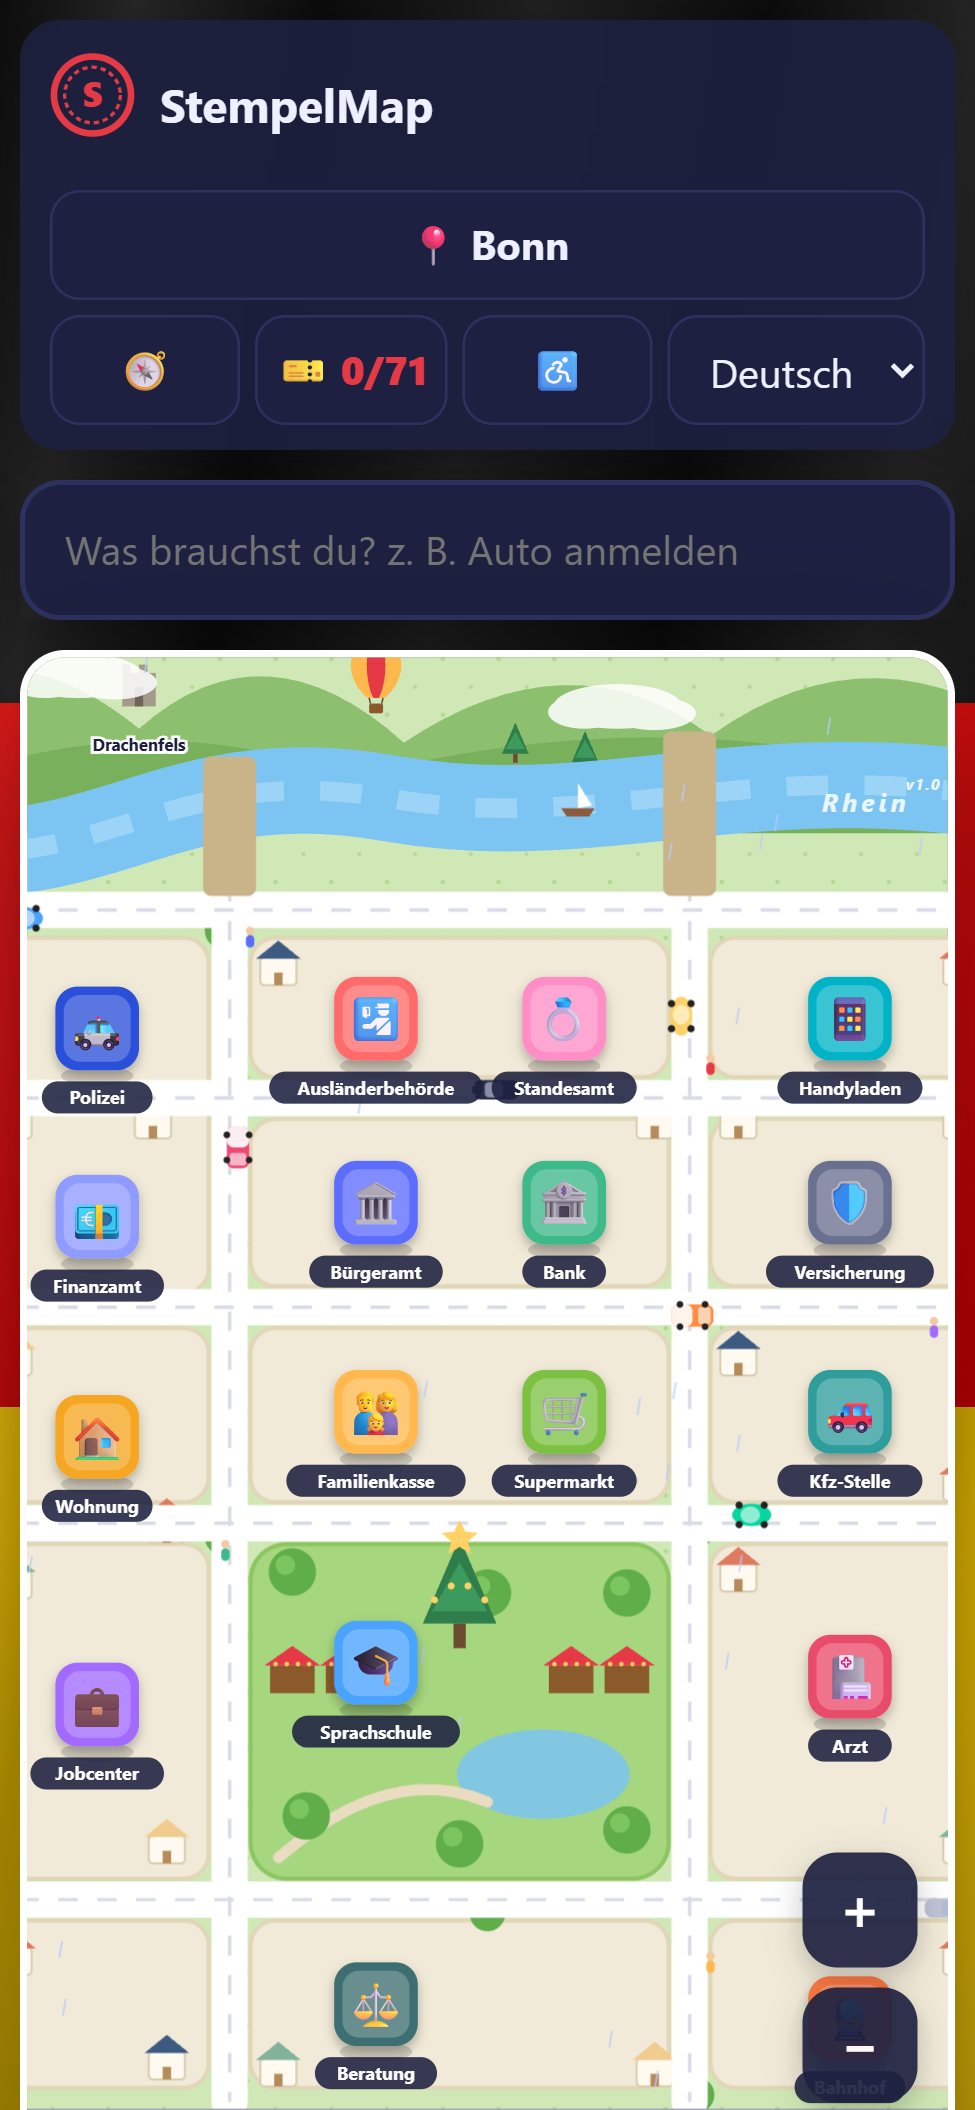 S
StempelMap
Bonn
0/71
Deutsch
Was brauchst du? z. B. Auto anmelden
Drachenfels
v1.0
Rhein
Polizei
Ausländerbehörde
Standesamt
Handyladen
Finanzamt
Bürgeramt
Bank
Versicherung
Wohnung
Familienkasse
Supermarkt
Kfz-Stelle
Jobcenter
Sprachschule
Arzt
+
Beratung
−
Bahnhof